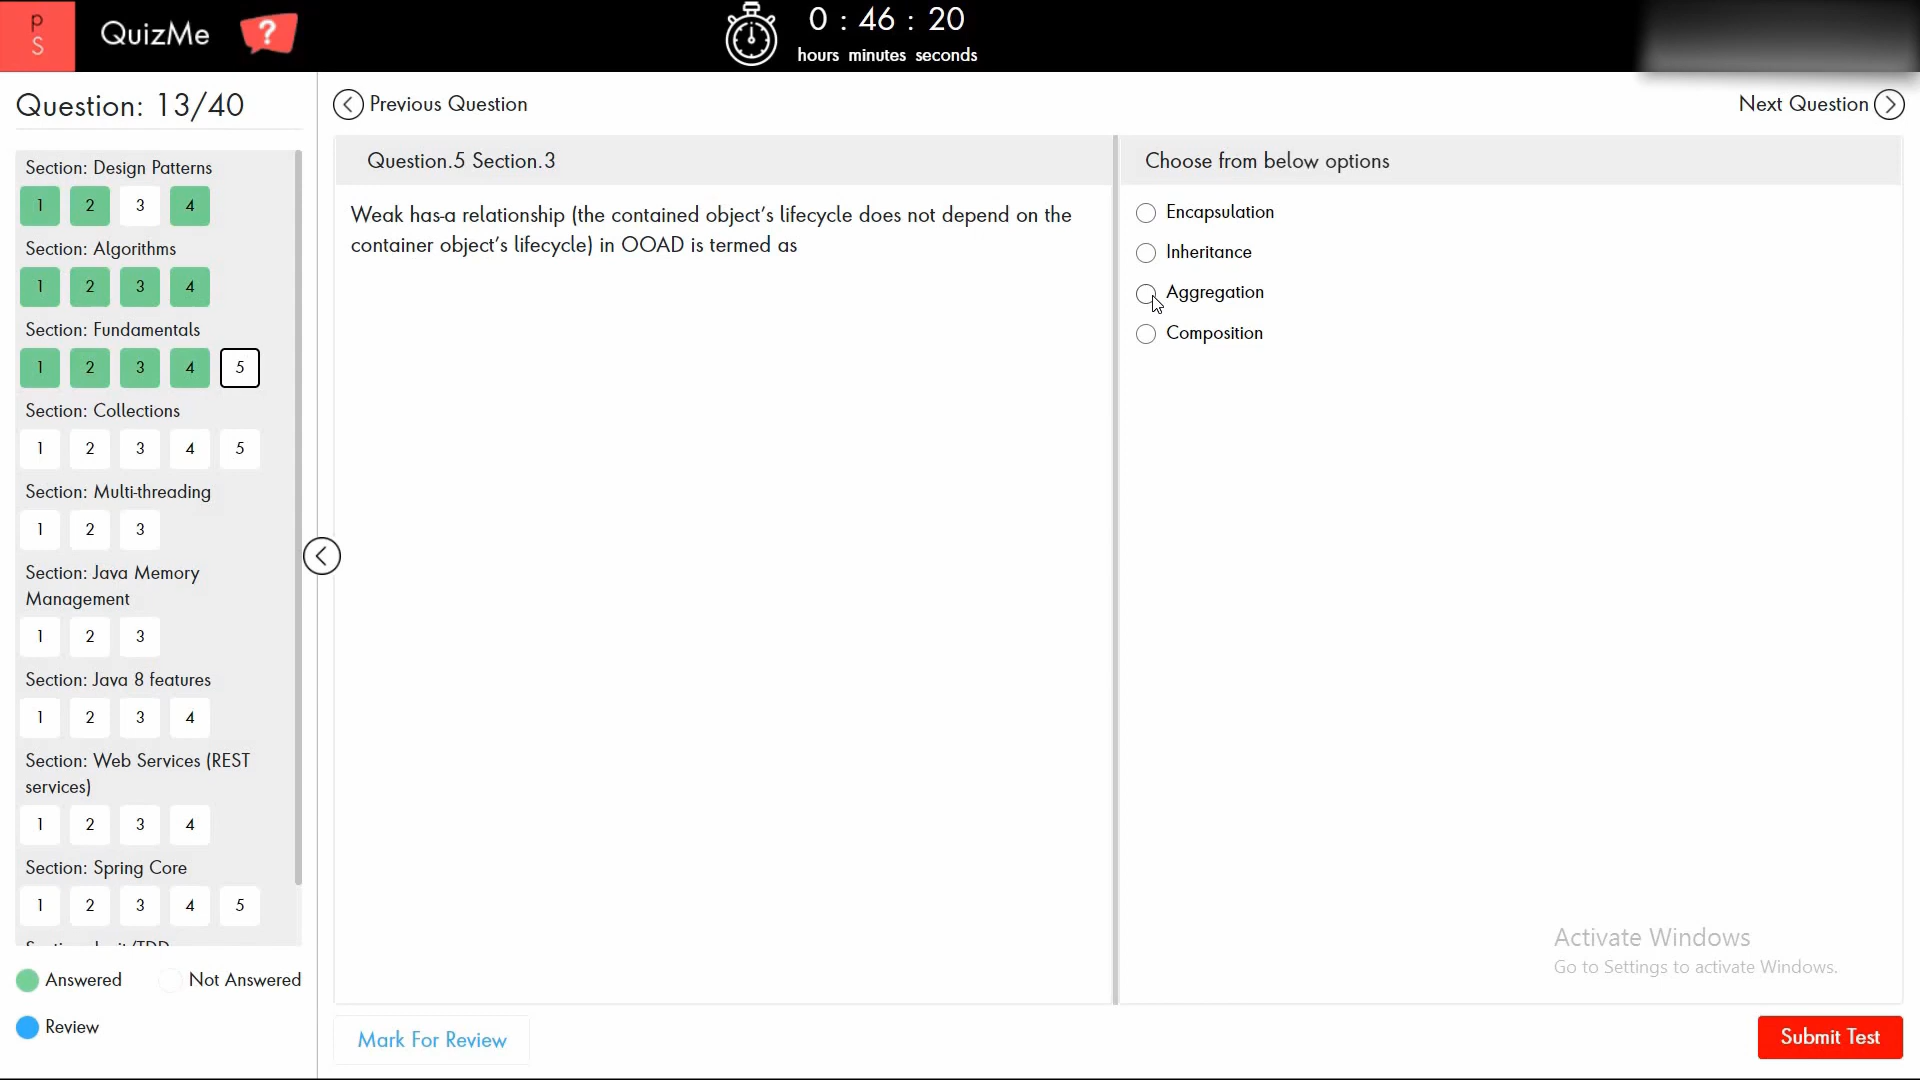 p
S
QuizMe
?
0 : 46 : 20
hours minutes seconds
Question: 13/40
Previous Question
Next Question
Section: Design Patterns
1 2 3 4
Section: Algorithms
1 2 3 4
Section: Fundamentals
1 2 3 4 5
Section: Collections
1 2 3 4 5
Section: Multi-threading
1 2 3
Section: Java Memory
Management
1 2 3
Section: Java 8 features
1 2 3 4
Section: Web Services (REST
services)
1 2 3 4
Section: Spring Core
1 2 3 4 5
Answered Not Answered
Review
Question.5 Section.3
Weak has-a relationship (the contained object's lifecycle does not depend on the
container object's lifecycle) in OOAD is termed as
Choose from below options
Encapsulation
Inheritance
Aggregation
Composition
Activate Windows
Go to Settings to activate Windows.
Mark For Review
Submit Test